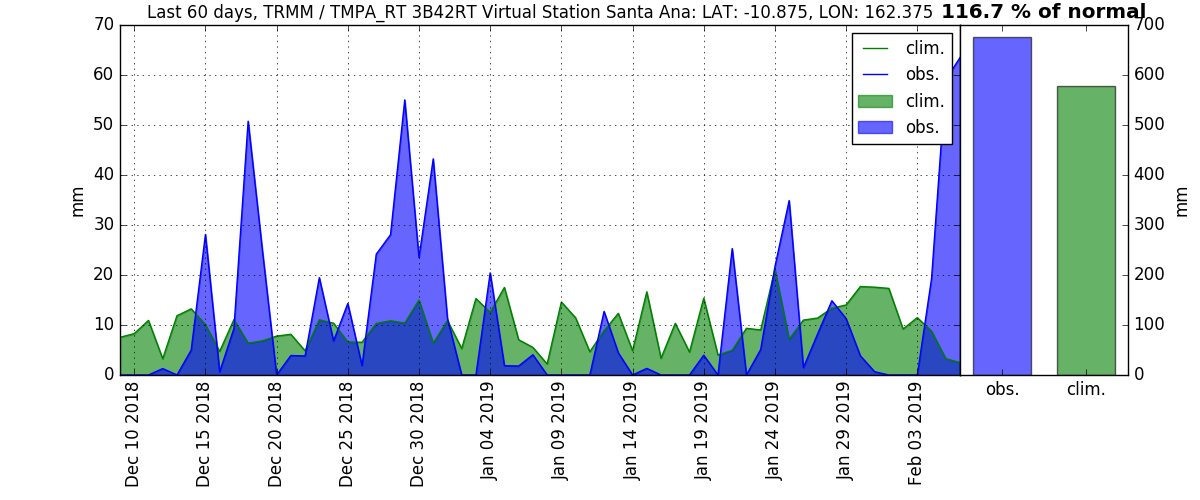 Last 60 days, TRMM / TMPA_RT 3B42RT Virtual Station Santa Ana: LAT: -10.875, LON: 162.375 116.7 % of normal
70
60
50
40
30
20
10
0
mm
clim.
obs.
clim.
obs.
700
600
500
400
300
200
100
0
mm
Dec 10 2018
Dec 15 2018
Dec 20 2018
Dec 25 2018
Dec 30 2018
Jan 04 2019
Jan 09 2019
Jan 14 2019
Jan 19 2019
Jan 24 2019
Jan 29 2019
Feb 03 2019
obs.
clim.